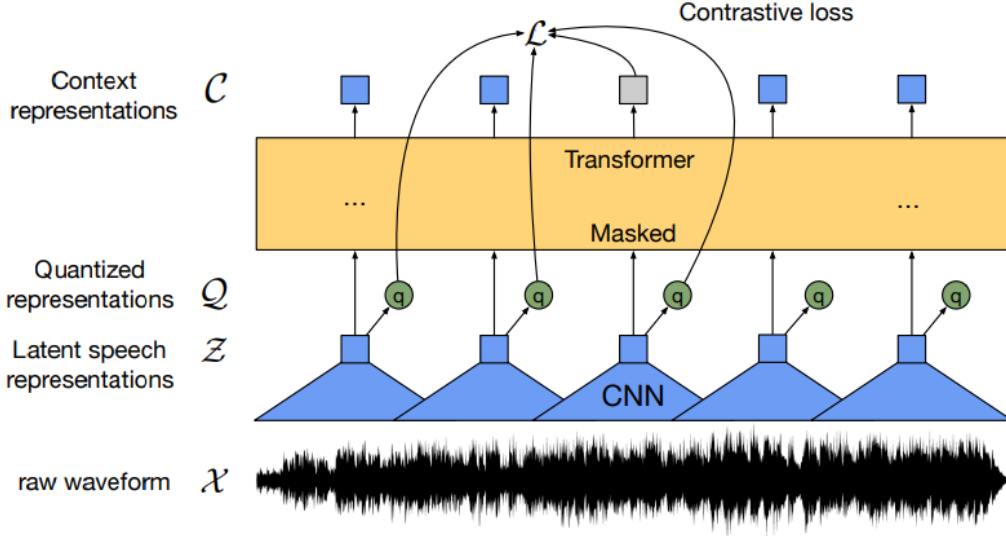 Contrastive loss
ℒ
Context
representations 𝒞
Transformer
... ...
Masked
Quantized
representations 𝒬
q q q q q
Latent speech
representations 𝒵
CNN
raw waveform 𝒳